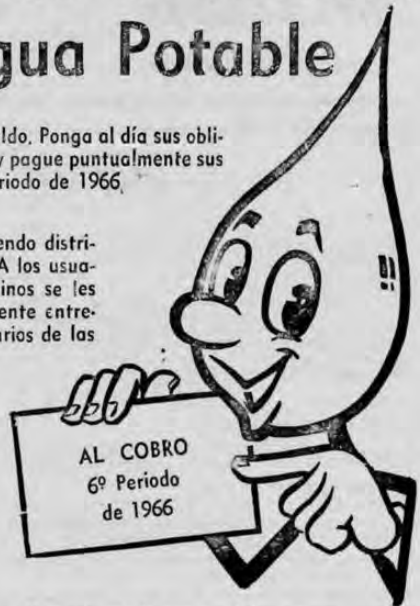 gua Potable
ldo. Ponga al día sus obli-
y pague puntualmente sus
riodo de 1966
endo distri-
A los usua-
inos se les
ente entre-
rios de las
AL COBRO
6º Periodo
de 1966